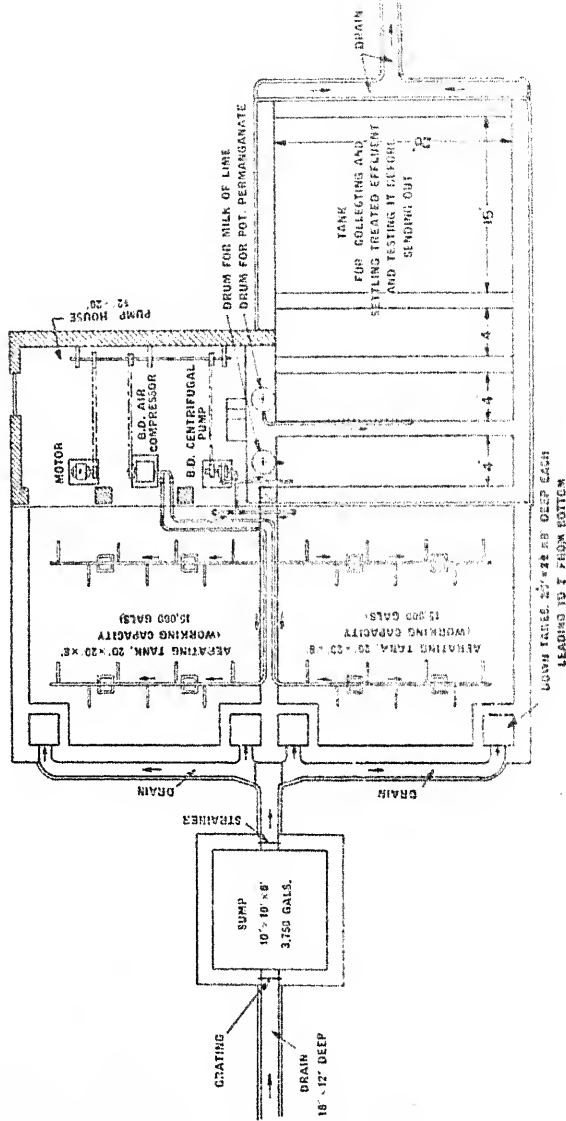 GRATING
DRAIN
18" × 12" DEEP
SUMP
10' × 10' × 6'
3,750 GALS.
STRAINER
DRAIN
DRAIN
AERATING TANK, 20' × 20' × 8'
(WORKING CAPACITY
15,000 GALS)
AERATING TANK, 20' × 20' × 8'
(WORKING CAPACITY
15,000 GALS)
DOWN TAKES, DEEP EACH
LEADING TO FROM BOTTOM
MOTOR
B.D. AIR
COMPRESSOR
B.D. CENTRIFUGAL
PUMP
PUMP HOUSE
12' × 20'
DRUM FOR MILK OF LIME
DRUM FOR POT. PERMANGANATE
TANK
FOR COLLECTING AND
SETTLING TREATED EFFLUENT
AND TESTING IT BEFORE
SENDING OUT
4
4
4
15'
DRAIN